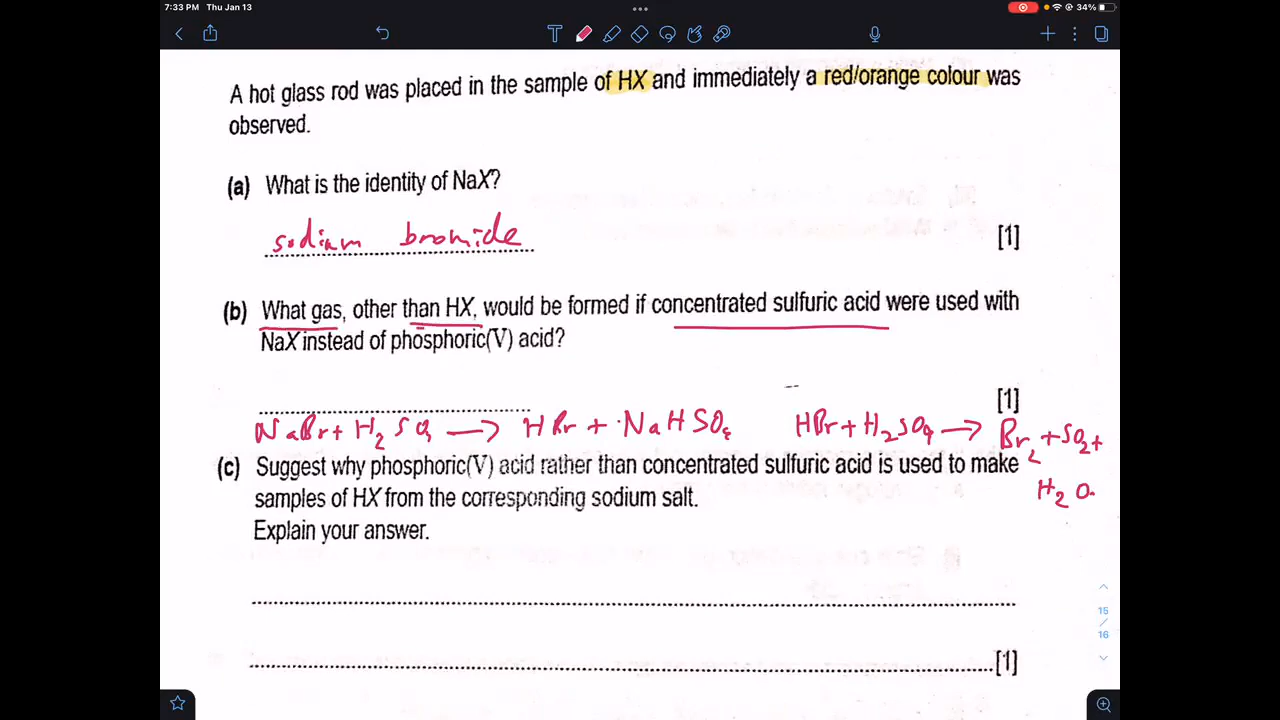 7:33 PM Thu Jan 13
34%
A hot glass rod was placed in the sample of HX and immediately a red/orange colour was
observed.
(a) What is the identity of NaX?
sodium bromide
[1]
(b) What gas, other than HX, would be formed if concentrated sulfuric acid were used with
NaX instead of phosphoric(V) acid?
[1]
NaBr + H2SO4 → HBr + NaHSO4 HBr + H2SO4 → Br2 + SO2 +
H2O
(c) Suggest why phosphoric(V) acid rather than concentrated sulfuric acid is used to make
samples of HX from the corresponding sodium salt.
Explain your answer.
[1]
15
/
16